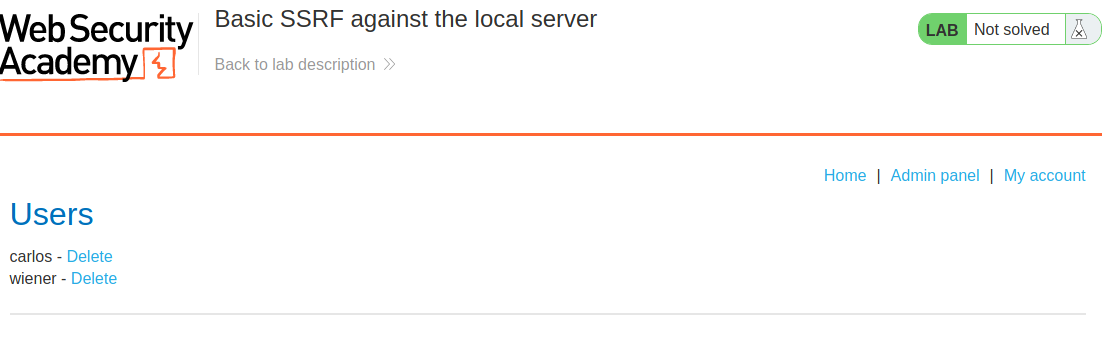 Web Security
Academy
Basic SSRF against the local server
Back to lab description
LAB Not solved
Home | Admin panel | My account
Users
carlos - Delete
wiener - Delete